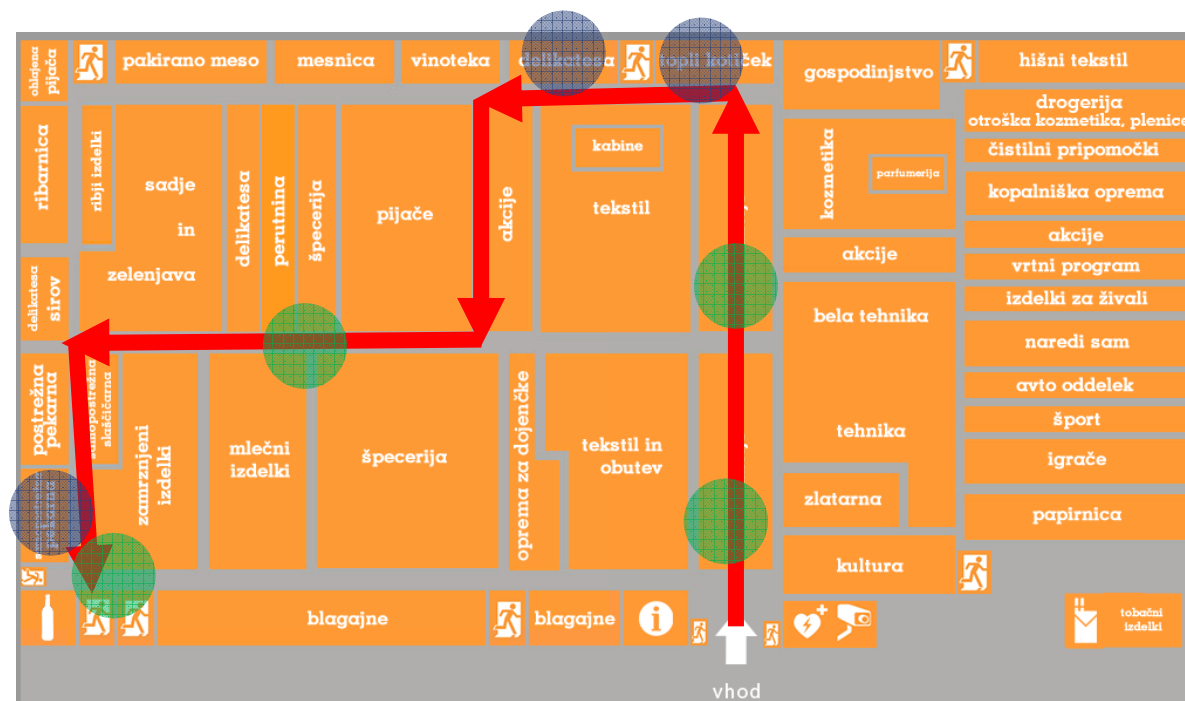 ohlajena
pijača
pakirano meso
mesnica
vinoteka
delikatesa
topli kotiček
gospodinjstvo
hišni tekstil
drogerija
otroška kozmetika, plenice
čistilni pripomočki
kopalniška oprema
akcije
vrtni program
izdelki za živali
naredi sam
avto oddelek
šport
igrače
papirnica
ribarnica
ribji izdelki
sadje
in
zelenjava
delikatesa
perutnina
špecerija
pijače
akcije
kabine
tekstil
kozmetika
parfumerija
akcije
bela tehnika
tehnika
zlatarna
kultura
delikatesa
sirov
postrežna
pekarna
samopostrežna
slaščičarna
zamrznjeni
izdelki
mlečni
izdelki
špecerija
oprema za dojenčke
tekstil in
obutev
blagajne
blagajne
i
tobačni
izdelki
vhod